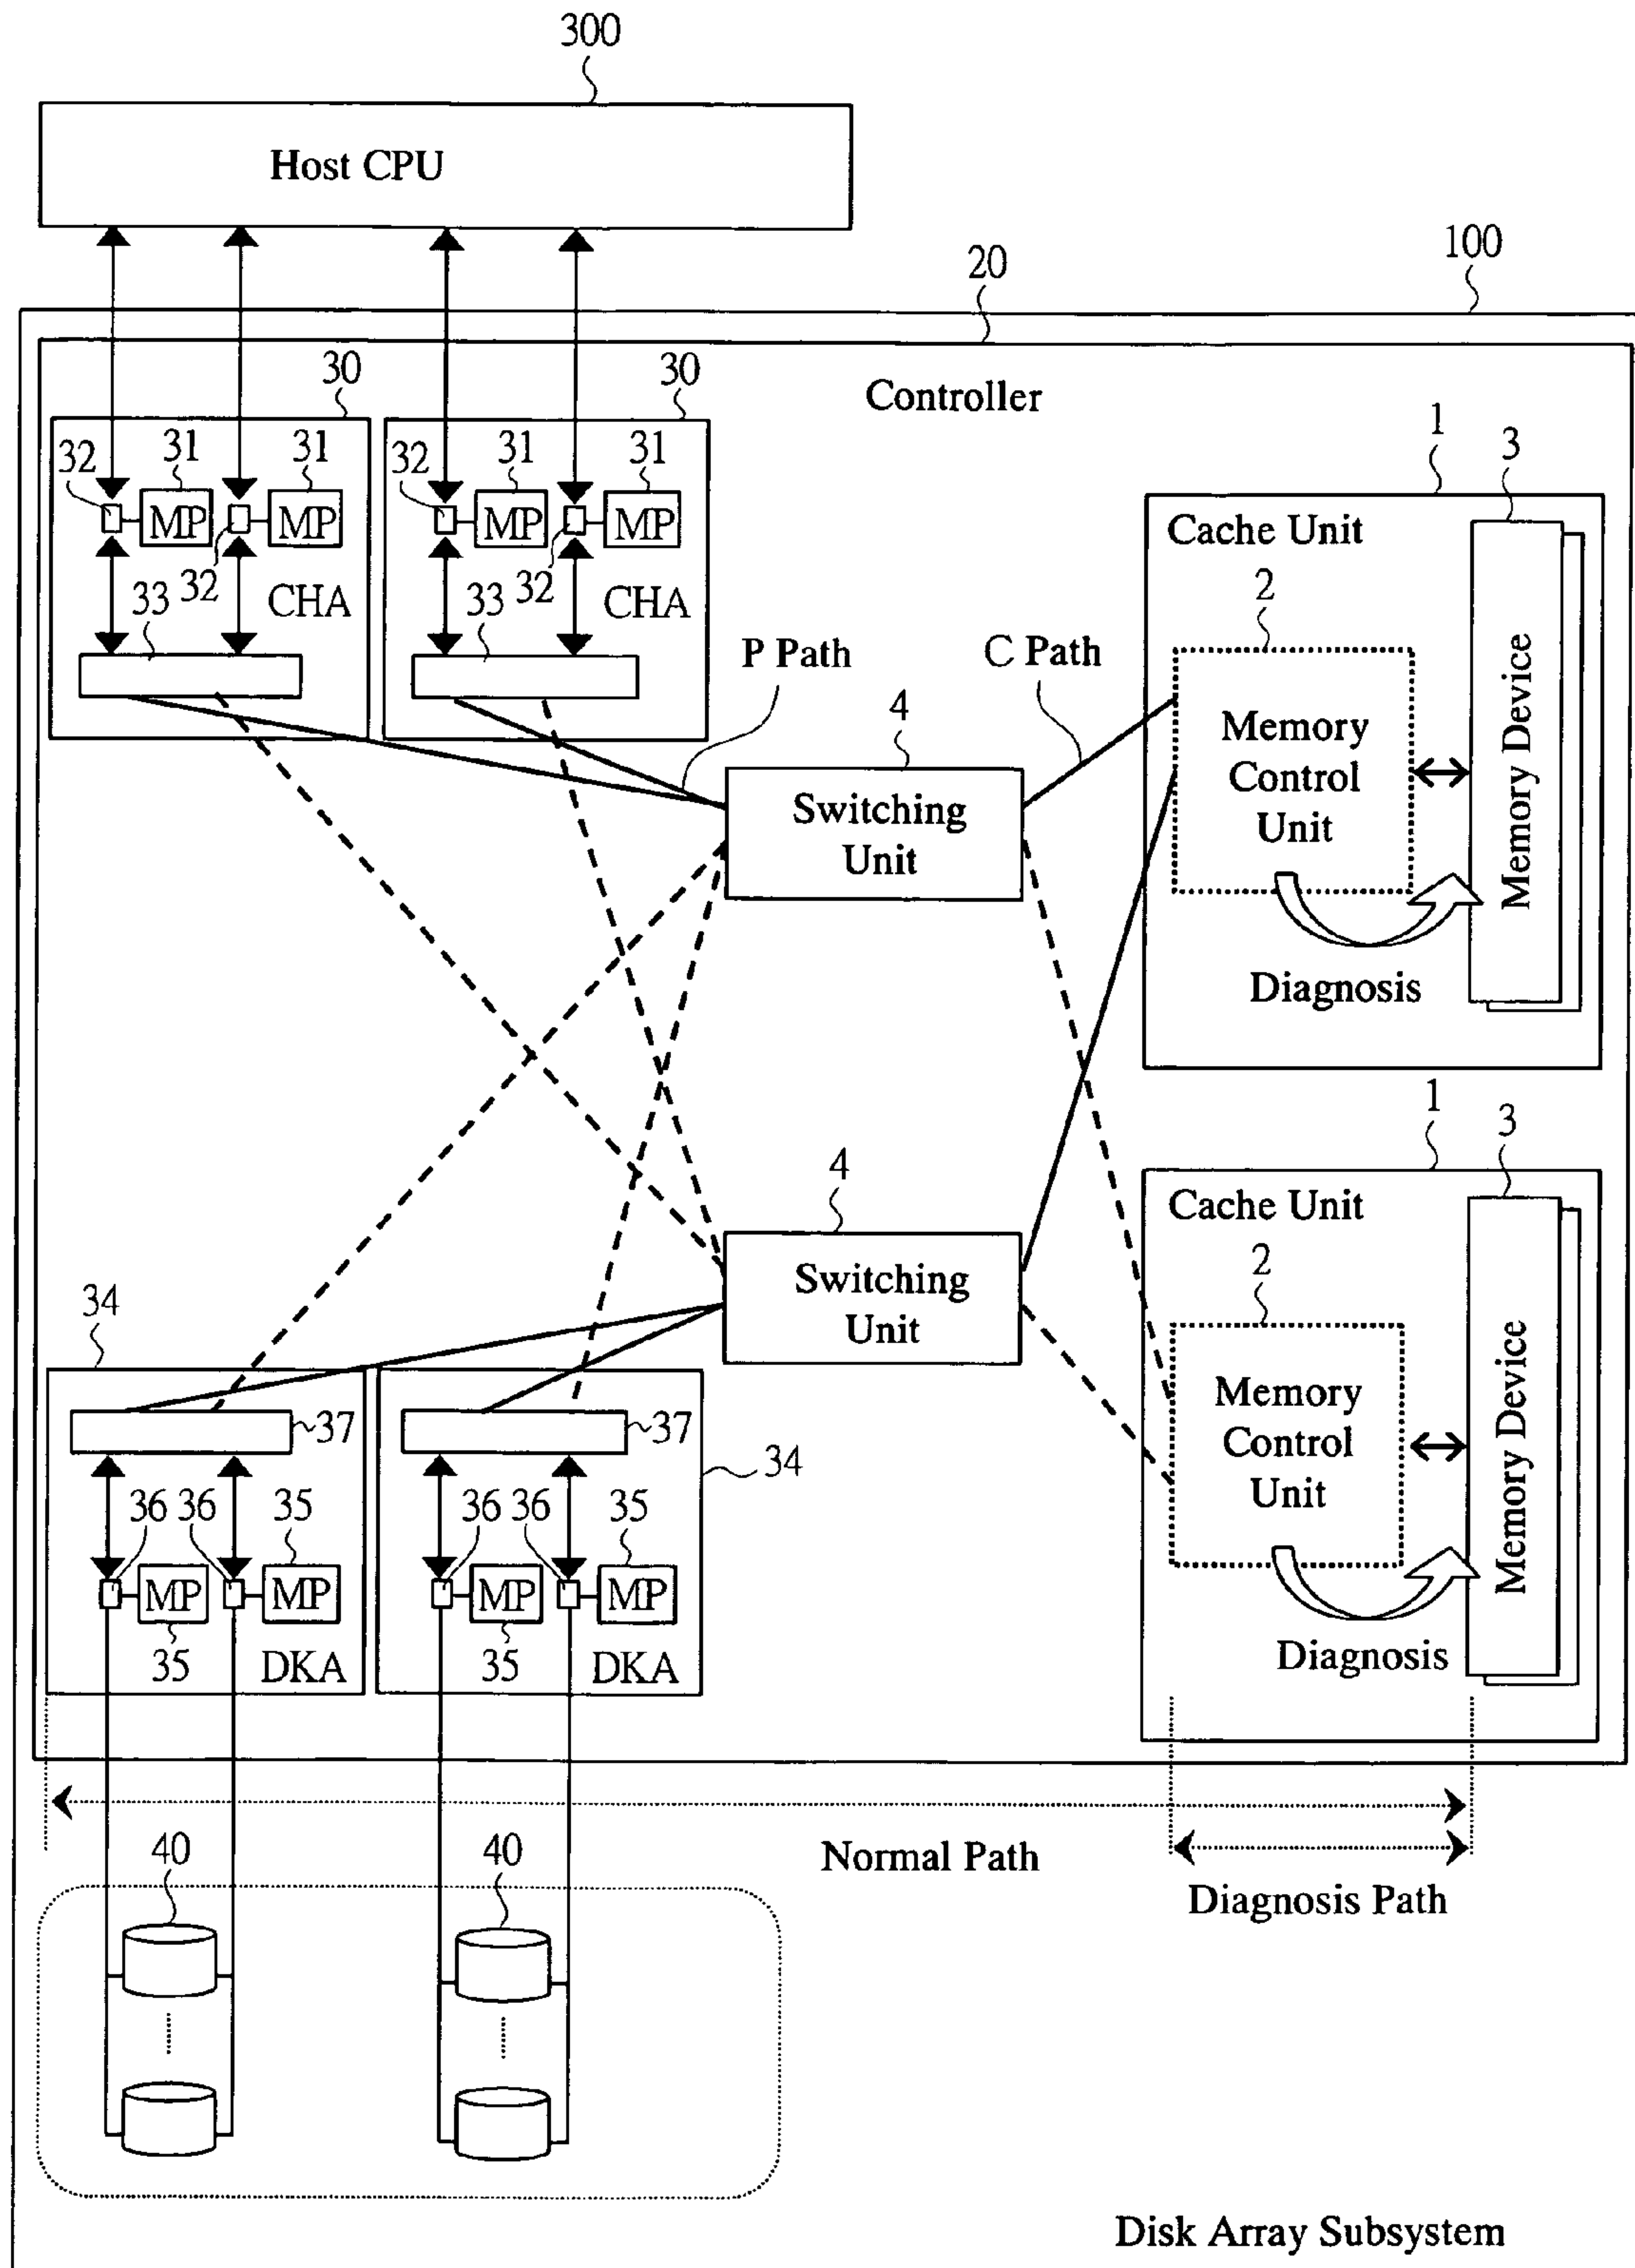 300
Host CPU
100
20
30
30
Controller
1
3
32
31
31
32
31
31
MP
MP
MP
MP
Cache Unit
2
33
32
CHA
33
32
CHA
P Path
C Path
4
Memory
Control
Unit
Memory Device
Switching
Unit
Diagnosis
1
3
4
Cache Unit
2
Switching
Unit
34
Memory
Control
Unit
Memory Device
37
37
34
36
36
35
36
36
35
MP
MP
MP
MP
35
DKA
35
DKA
Diagnosis
40
40
Normal Path
Diagnosis Path
Disk Array Subsystem